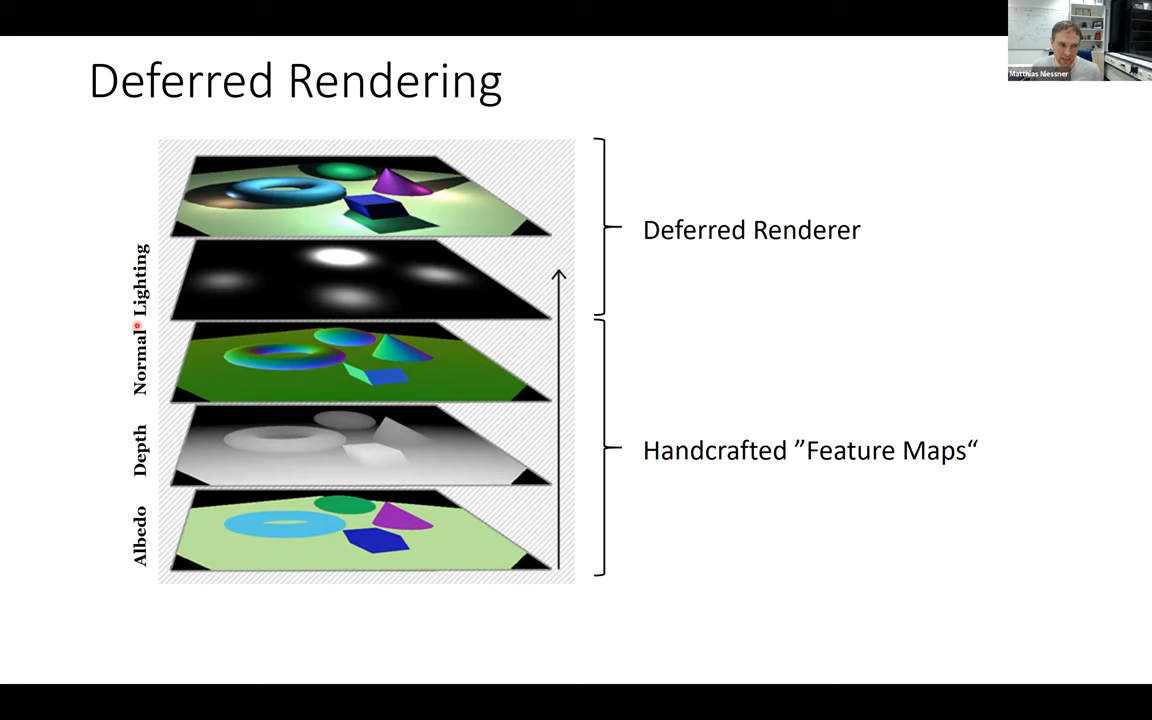 Deferred Rendering
Matthias Niessner
Lighting
Normal
Depth
Albedo
Deferred Renderer
Handcrafted ”Feature Maps“